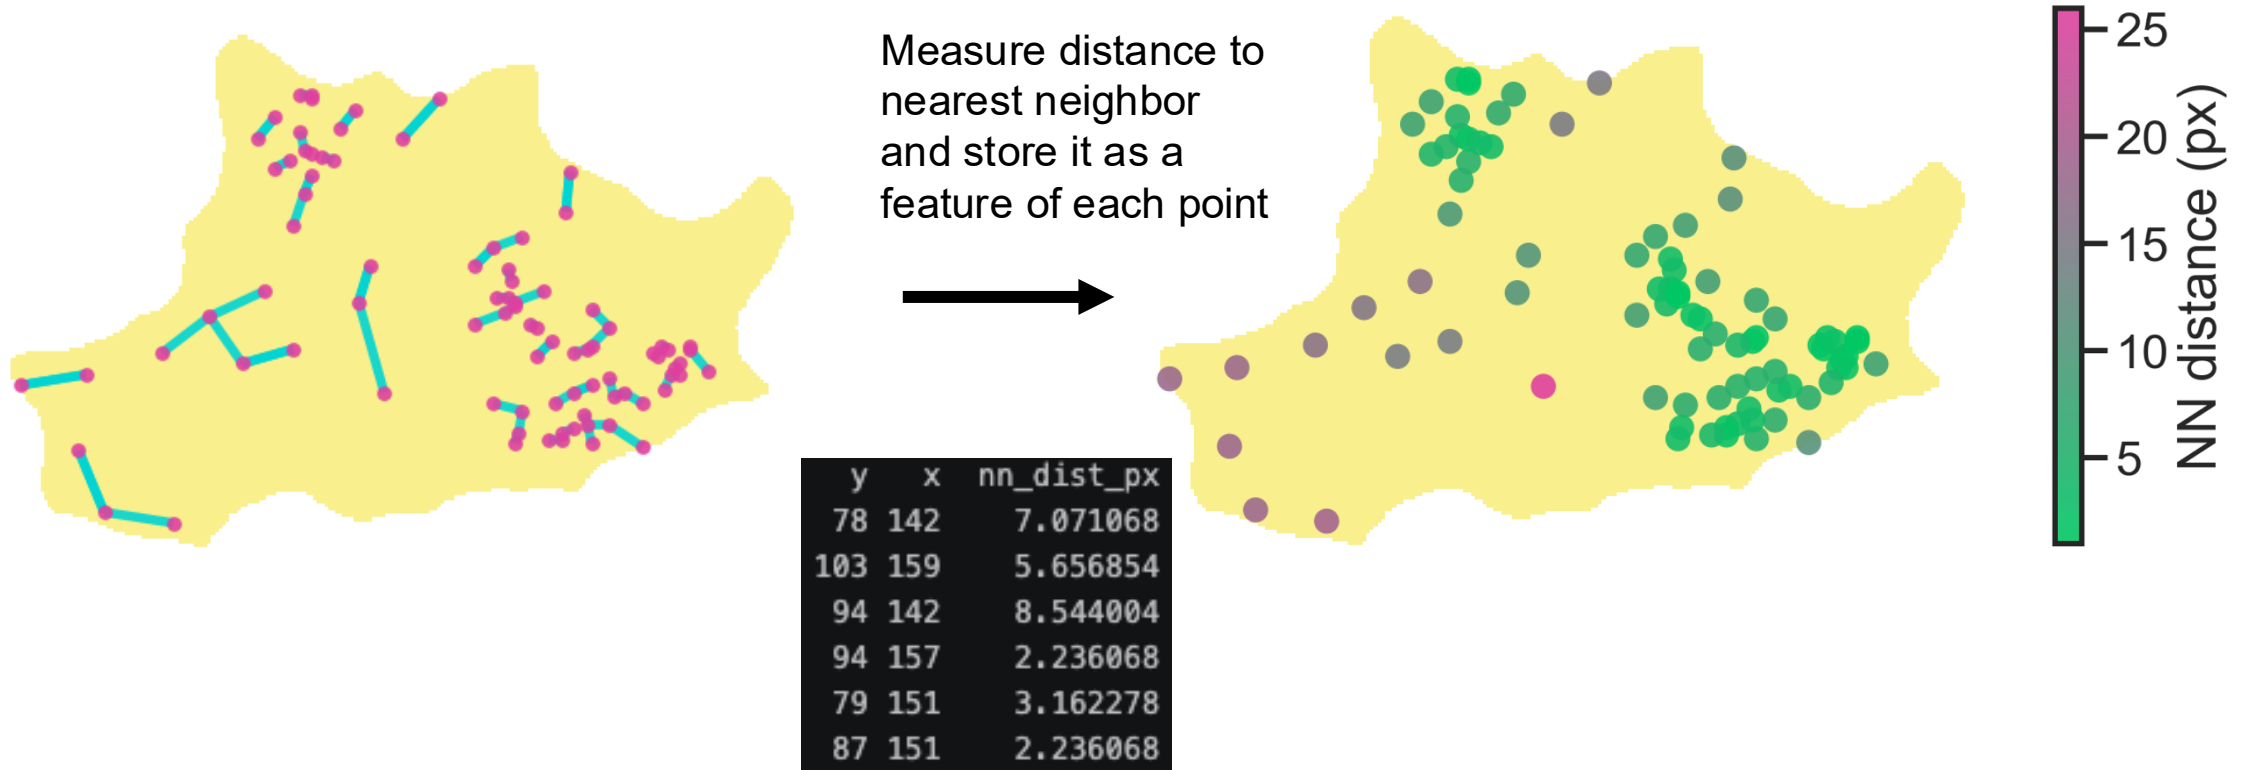 Measure distance to
nearest neighbor
and store it as a
feature of each point
y x nn_dist_px
78 142 7.071068
103 159 5.656854
94 142 8.544004
94 157 2.236068
79 151 3.162278
87 151 2.236068
25
20
15
10
5
NN distance (px)